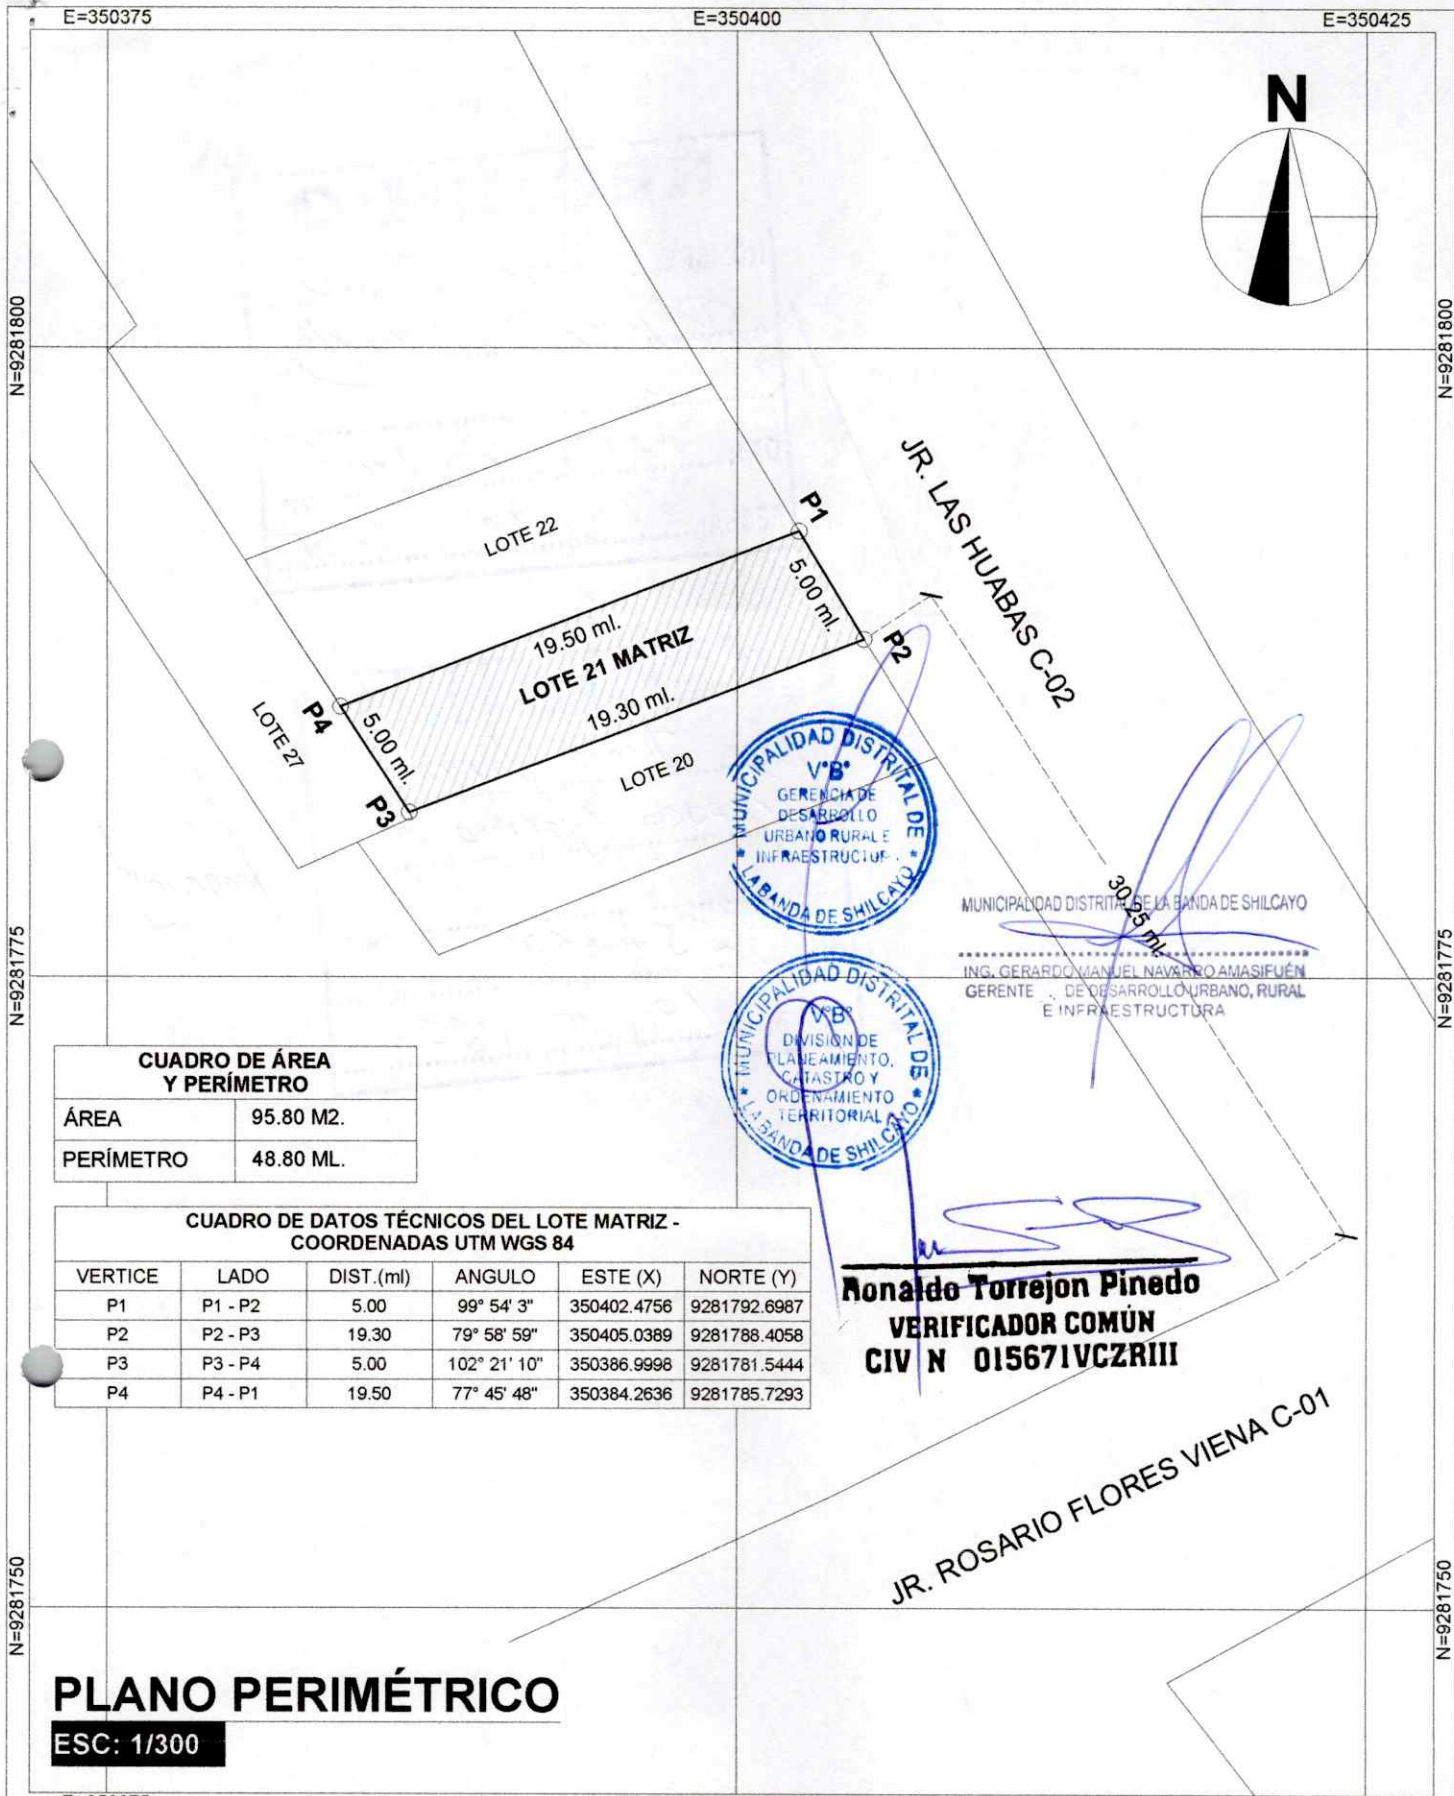 E=350375 E=350400 E=350425
N
N=9281800 N=9281800
JR. LAS HUABAS C-02
P1
LOTE 22
5.00 ml.
19.50 ml.
LOTE 21 MATRIZ
P2
19.30 ml.
P4
LOTE 27
5.00 ml.
LOTE 20
P3
MUNICIPALIDAD DISTRITAL DE
V°B°
GERENCIA DE
DESARROLLO
URBANO RURAL E
LA BANDA DE SHILCAYO
30.25 ml.
MUNICIPALIDAD DISTRITAL DE LA BANDA DE SHILCAYO
ING. GERARDO MANUEL NAVARRO AMASIFUÉN
GERENTE DE DESARROLLO URBANO, RURAL
E INFRAESTRUCTURA
N=9281775 N=9281775
MUNICIPALIDAD DISTRITAL DE
V°B°
DIVISIÓN DE
PLANEAMIENTO,
CATASTRO Y
ORDENAMIENTO
TERRITORIAL
LA BANDA DE SHILCAYO
CUADRO DE ÁREA
Y PERÍMETRO
ÁREA 95.80 M2.
PERÍMETRO 48.80 ML.
CUADRO DE DATOS TÉCNICOS DEL LOTE MATRIZ -
COORDENADAS UTM WGS 84
VERTICE LADO DIST.(ml) ANGULO ESTE (X) NORTE (Y)
P1 P1 - P2 5.00 99° 54' 3" 350402.4756 9281792.6987
P2 P2 - P3 19.30 79° 58' 59" 350405.0389 9281788.4058
P3 P3 - P4 5.00 102° 21' 10" 350386.9998 9281781.5444
P4 P4 - P1 19.50 77° 45' 48" 350384.2636 9281785.7293
Ronaldo Torrejon Pinedo
VERIFICADOR COMÚN
CIV N 015671VCZRIII
JR. ROSARIO FLORES VIENA C-01
N=9281750 N=9281750
PLANO PERIMÉTRICO
ESC: 1/300